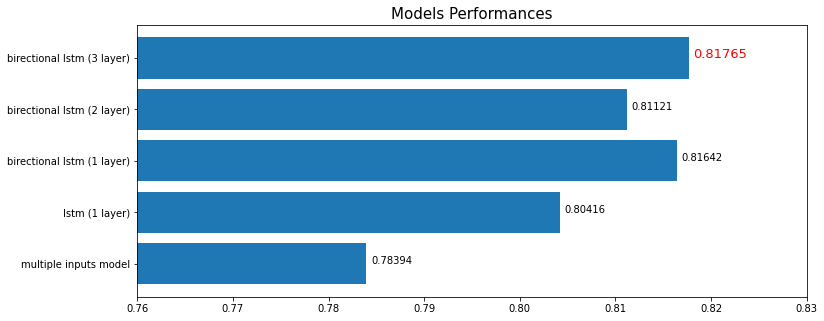 Models Performances
birectional lstm (3 layer)
0.81765
birectional lstm (2 layer)
0.81121
birectional lstm (1 layer)
0.81642
lstm (1 layer)
0.80416
multiple inputs model
0.78394
0.76 0.77 0.78 0.79 0.80 0.81 0.82 0.83